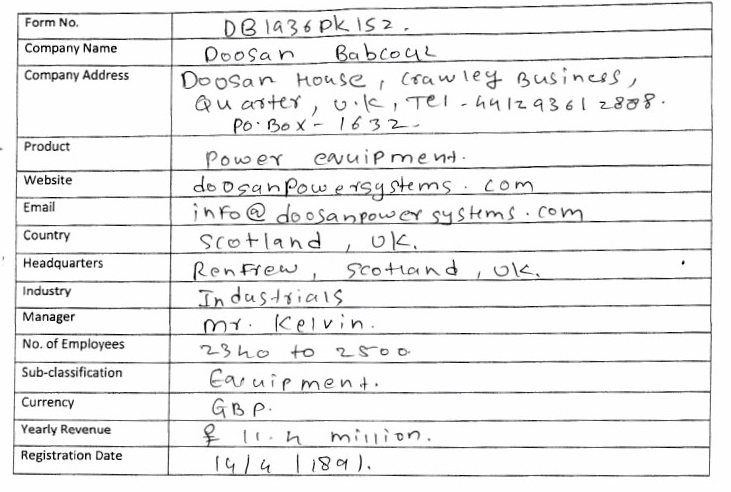 Form No. DB1936PK152.
Company Name Doosan Babcock
Company Address Doosan House, Crawley Business,
Quarter, U.K, Tel - 441293612888.
PO.Box - 1632-
Product Power equipment.
Website doosanpowersystems.com
Email info@doosanpowersystems.com
Country Scotland, UK.
Headquarters Renfrew, Scotland, UK.
Industry Industrials
Manager Mr. Kelvin.
No. of Employees 2340 to 2500
Sub-classification Equipment.
Currency GBP.
Yearly Revenue £ 11.4 million.
Registration Date 14/4/1891.